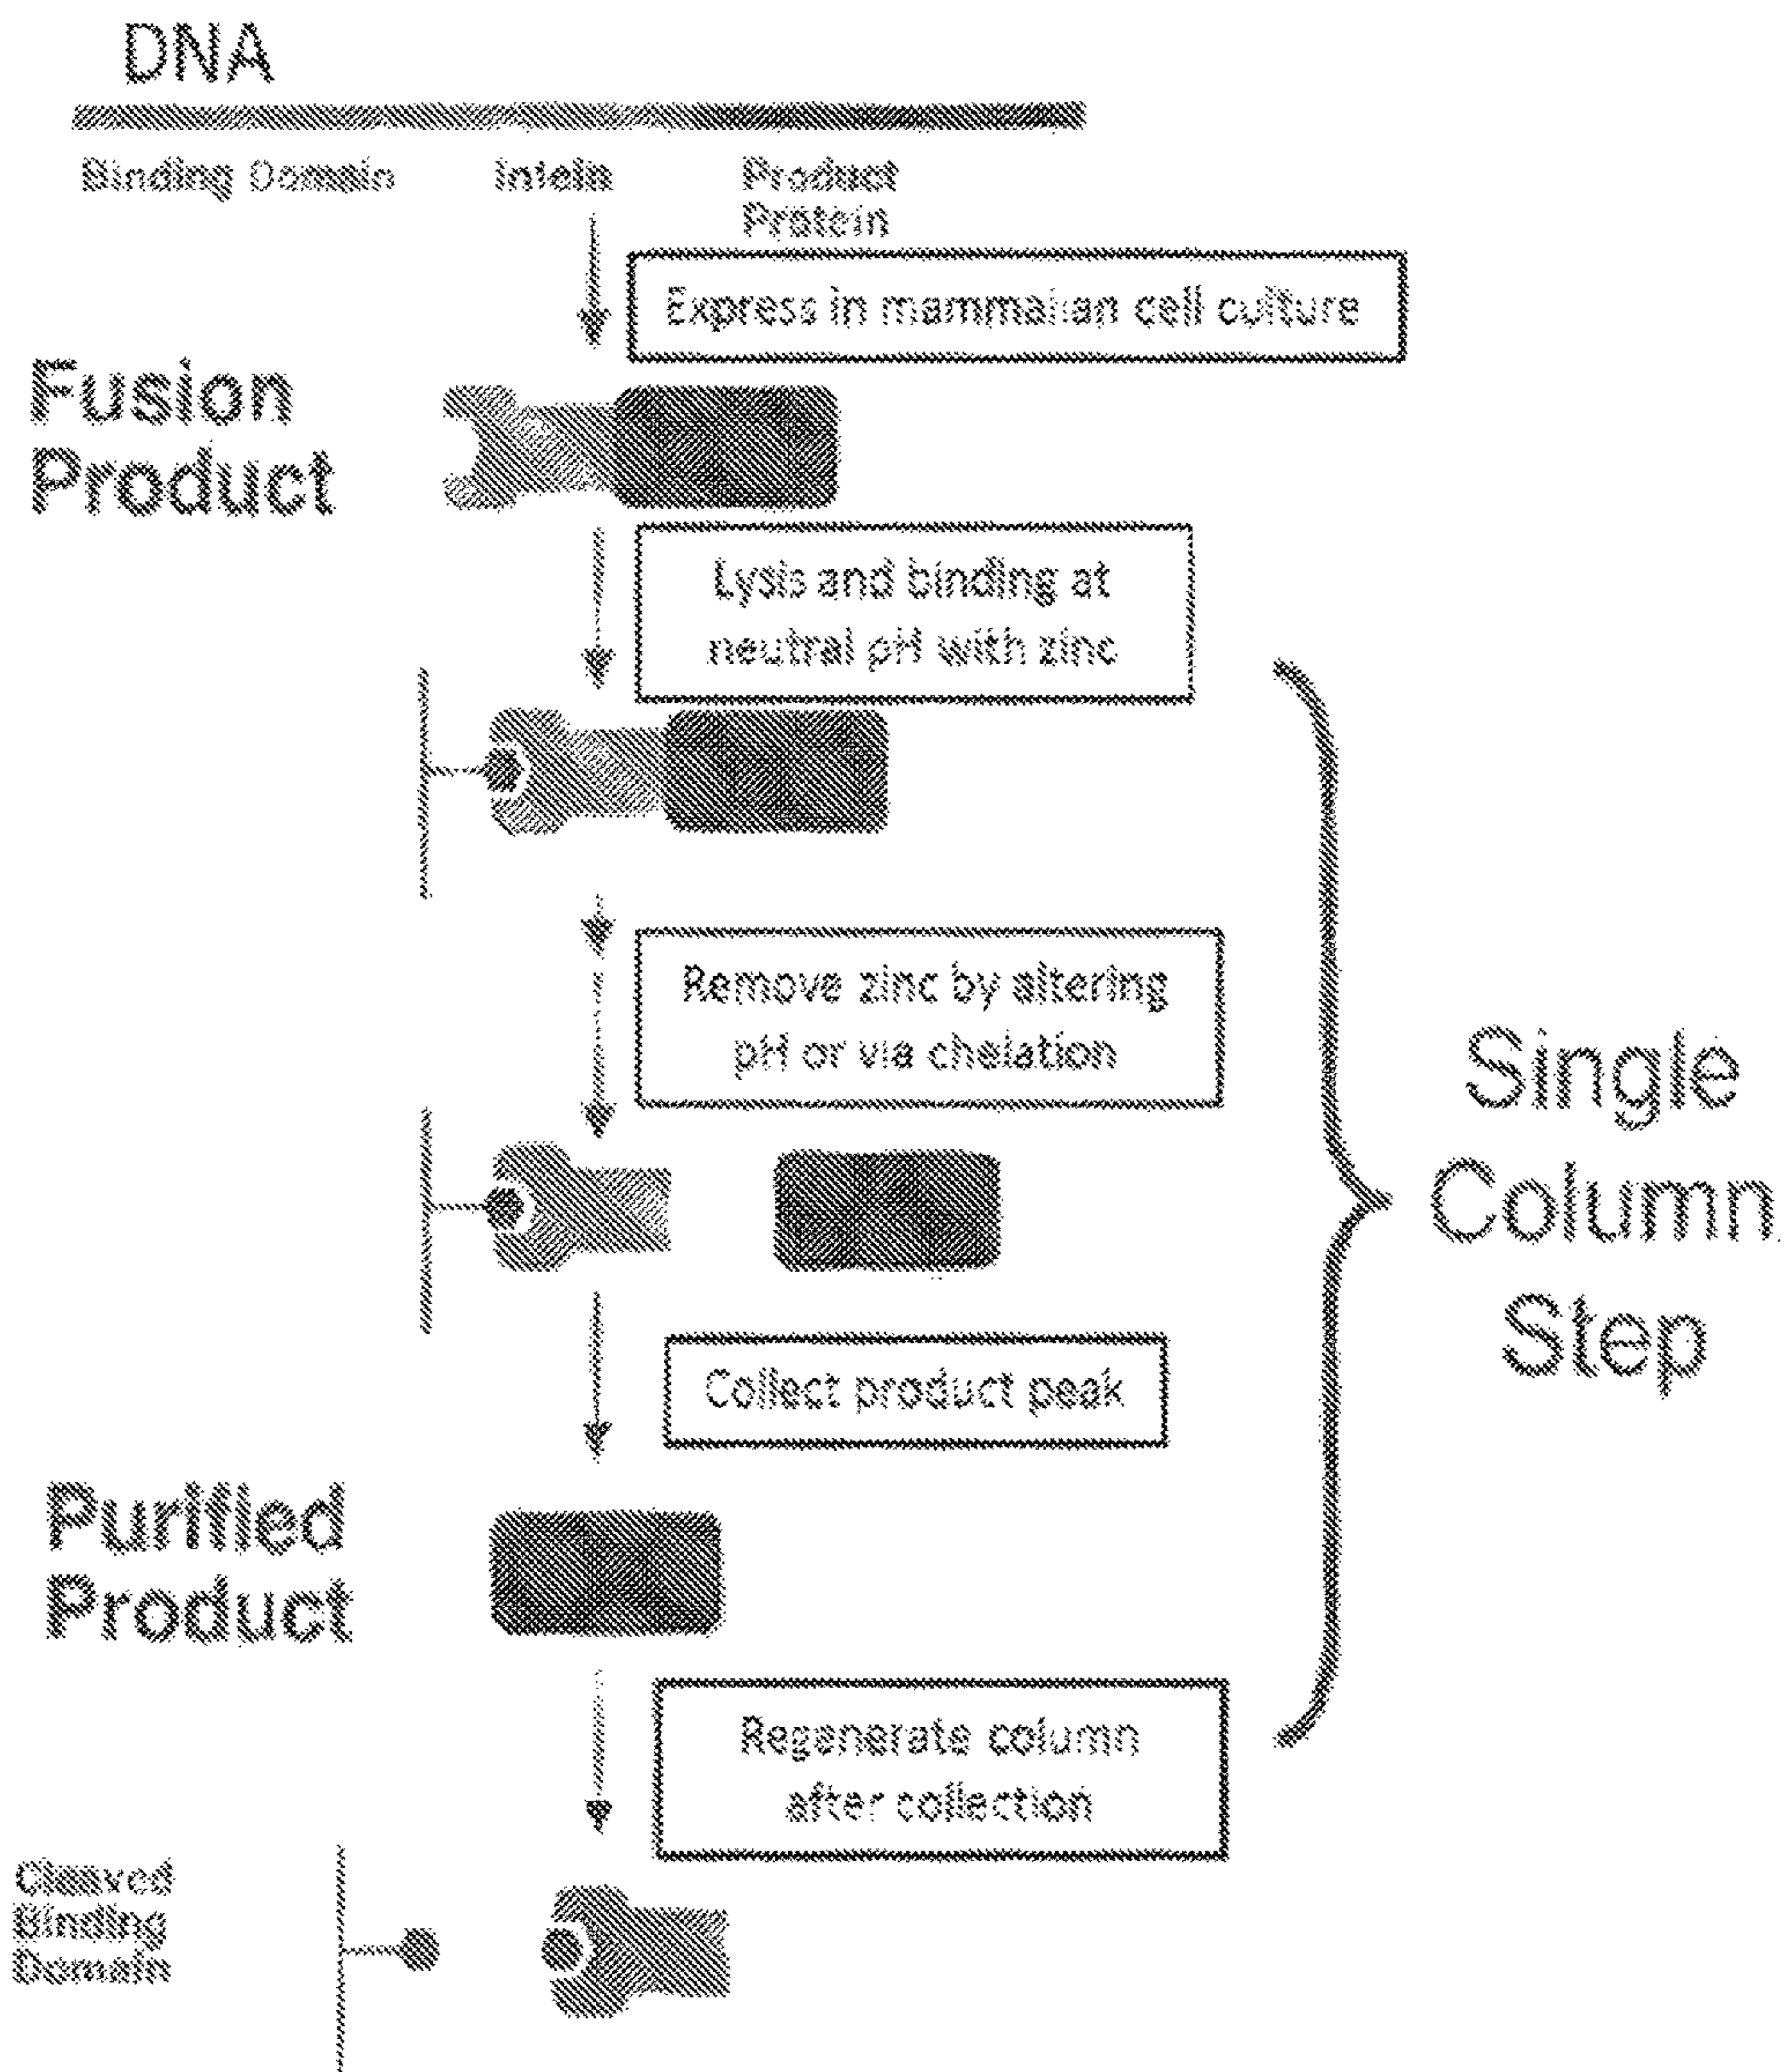 DNA
Binding Domain
Intein
Product
Protein
Express in mammalian cell culture
Fusion
Product
Lysis and binding at
neutral pH with zinc
Remove zinc by altering
pH or via chelation
Single
Column
Step
Collect product peak
Purified
Product
Regenerate column
after collection
Cleaved
Binding
Domain